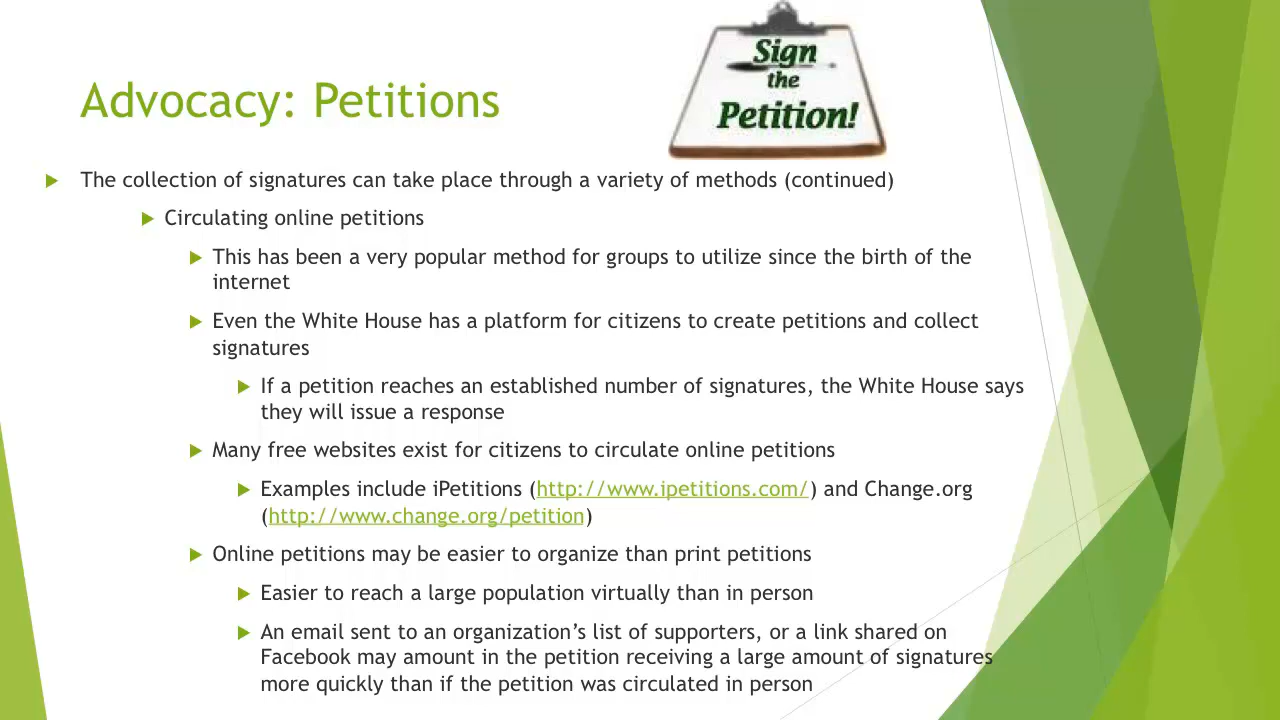 Sign
the
Petition!
Advocacy: Petitions
The collection of signatures can take place through a variety of methods (continued)
Circulating online petitions
This has been a very popular method for groups to utilize since the birth of the
internet
Even the White House has a platform for citizens to create petitions and collect
signatures
If a petition reaches an established number of signatures, the White House says
they will issue a response
Many free websites exist for citizens to circulate online petitions
Examples include iPetitions (http://www.ipetitions.com/) and Change.org
(http://www.change.org/petition)
Online petitions may be easier to organize than print petitions
Easier to reach a large population virtually than in person
An email sent to an organization’s list of supporters, or a link shared on
Facebook may amount in the petition receiving a large amount of signatures
more quickly than if the petition was circulated in person